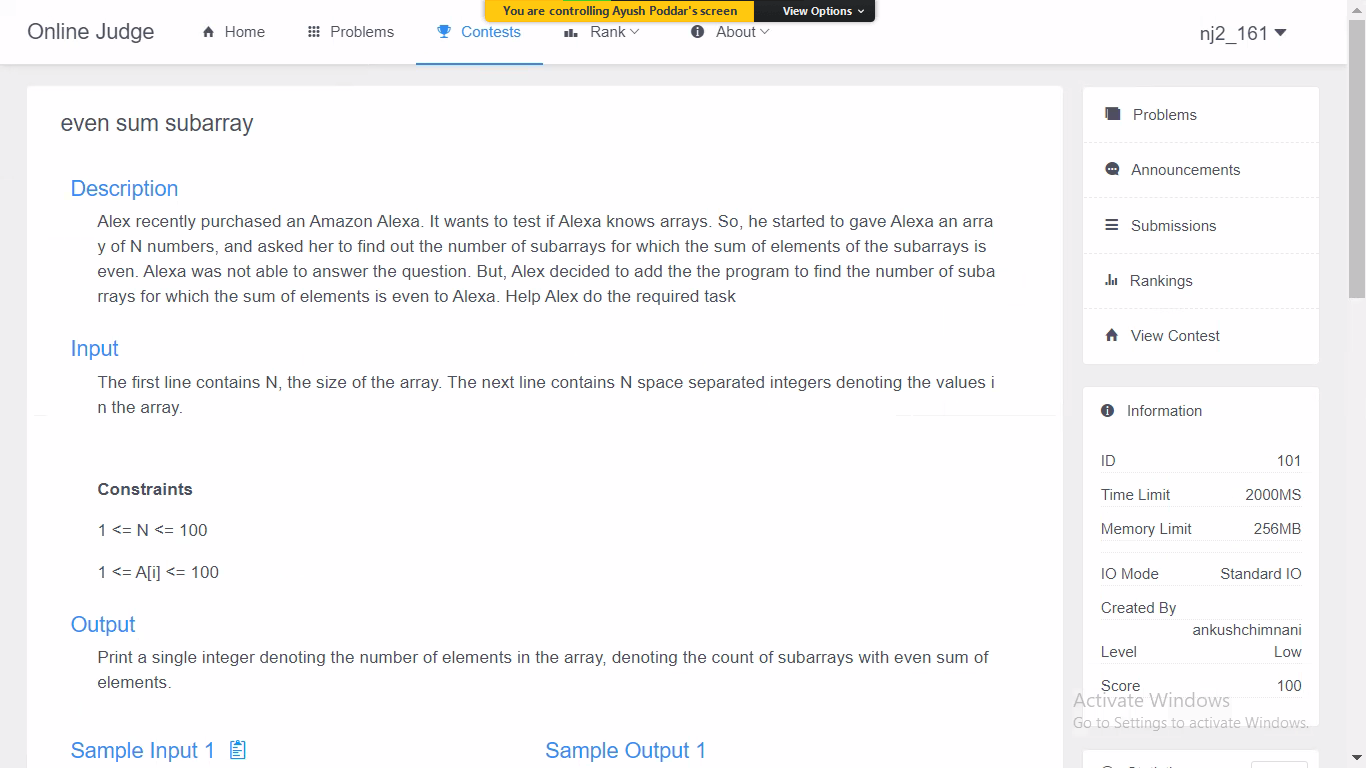 You are controlling Ayush Poddar's screen
View Options
Online Judge
Home
Problems
Contests
Rank
About
nj2_161
even sum subarray
Description
Alex recently purchased an Amazon Alexa. It wants to test if Alexa knows arrays. So, he started to gave Alexa an arra
y of N numbers, and asked her to find out the number of subarrays for which the sum of elements of the subarrays is
even. Alexa was not able to answer the question. But, Alex decided to add the the program to find the number of suba
rrays for which the sum of elements is even to Alexa. Help Alex do the required task
Input
The first line contains N, the size of the array. The next line contains N space separated integers denoting the values i
n the array.
Constraints
1 <= N <= 100
1 <= A[i] <= 100
Output
Print a single integer denoting the number of elements in the array, denoting the count of subarrays with even sum of
elements.
Sample Input 1
Sample Output 1
Problems
Announcements
Submissions
Rankings
View Contest
Information
ID 101
Time Limit 2000MS
Memory Limit 256MB
IO Mode Standard IO
Created By
ankushchimnani
Level Low
Score 100
Activate Windows
Go to Settings to activate Windows.